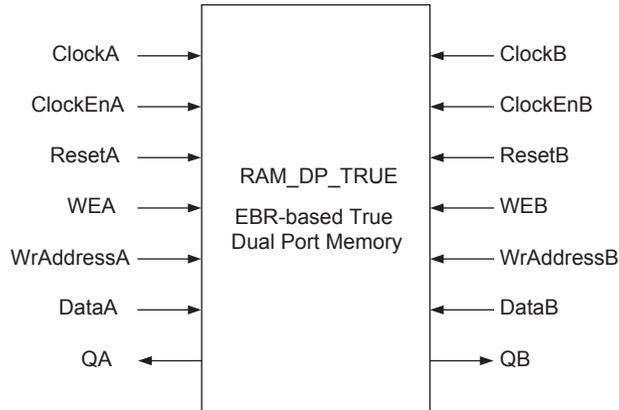 ClockA
ClockB
ClockEnA
ClockEnB
ResetA
ResetB
RAM_DP_TRUE
WEA
WEB
EBR-based True
Dual Port Memory
WrAddressA
WrAddressB
DataA
DataB
QA
QB